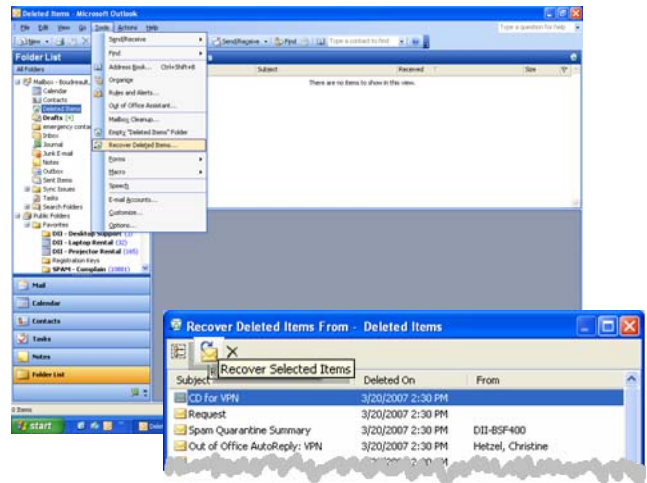 Deleted Items - Microsoft Outlook
File Edit View Go Tools Actions Help
Type a question for help
New
Send/Receive
Find
Type a contact to find
Folder List
All Folders
Mailbox - Boudreault,
Calendar
Contacts
Deleted Items
Drafts [4]
emergency contac
Inbox
Journal
Junk E-mail
Notes
Outbox
Sent Items
Sync Issues
Tasks
Search Folders
Public Folders
Favorites
DII - Desktop Support
DII - Laptop Rental (32)
DII - Projector Rental (165)
Registration Keys
SPAM - Complain
Send/Receive
Find
Address Book... Ctrl+Shift+B
Organize
Rules and Alerts...
Out of Office Assistant...
Mailbox Cleanup...
Empty "Deleted Items" Folder
Recover Deleted Items...
Forms
Macro
Speech
E-mail Accounts...
Customize...
Options...
Subject Received Size
There are no items to show in this view.
Mail
Calendar
Contacts
Tasks
Notes
Folder List
0 Items
start
Recover Deleted Items From - Deleted Items
Recover Selected Items
Subject Deleted On From
CD for VPN 3/20/2007 2:30 PM
Request 3/20/2007 2:30 PM
Spam Quarantine Summary 3/20/2007 2:30 PM DII-BSF400
Out of Office AutoReply: VPN 3/20/2007 2:30 PM Hetzel, Christine